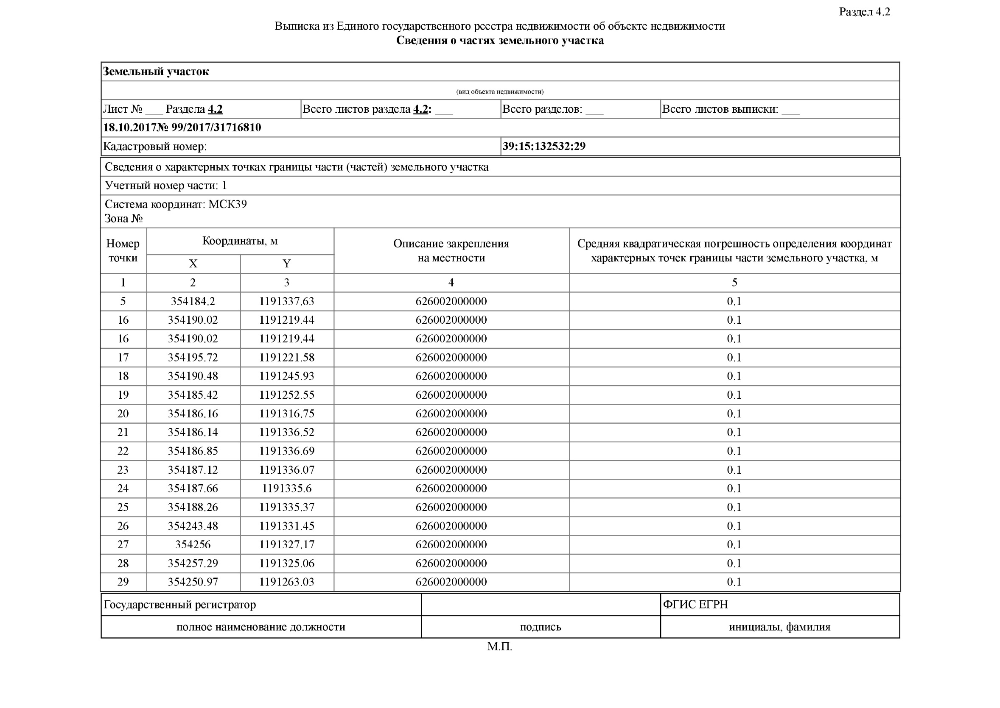 Раздел 4.2
Выписка из Единого государственного реестра недвижимости об объекте недвижимости
Сведения о частях земельного участка
Земельный участок
(вид объекта недвижимости)
Лист № ___ Раздела 4.2 Всего листов раздела 4.2: ___ Всего разделов: ___ Всего листов выписки: ___
18.10.2017№ 99/2017/31716810
Кадастровый номер: 39:15:132532:29
Сведения о характерных точках границы части (частей) земельного участка
Учетный номер части: 1
Система координат: МСК39
Зона №
Номер точки Координаты, м Описание закрепления на местности Средняя квадратическая погрешность определения координат характерных точек границы части земельного участка, м
X Y
1 2 3 4 5
5 354184.2 1191337.63 626002000000 0.1
16 354190.02 1191219.44 626002000000 0.1
16 354190.02 1191219.44 626002000000 0.1
17 354195.72 1191221.58 626002000000 0.1
18 354190.48 1191245.93 626002000000 0.1
19 354185.42 1191252.55 626002000000 0.1
20 354186.16 1191316.75 626002000000 0.1
21 354186.14 1191336.52 626002000000 0.1
22 354186.85 1191336.69 626002000000 0.1
23 354187.12 1191336.07 626002000000 0.1
24 354187.66 1191335.6 626002000000 0.1
25 354188.26 1191335.37 626002000000 0.1
26 354243.48 1191331.45 626002000000 0.1
27 354256 1191327.17 626002000000 0.1
28 354257.29 1191325.06 626002000000 0.1
29 354250.97 1191263.03 626002000000 0.1
Государственный регистратор ФГИС ЕГРН
полное наименование должности подпись инициалы, фамилия
М.П.